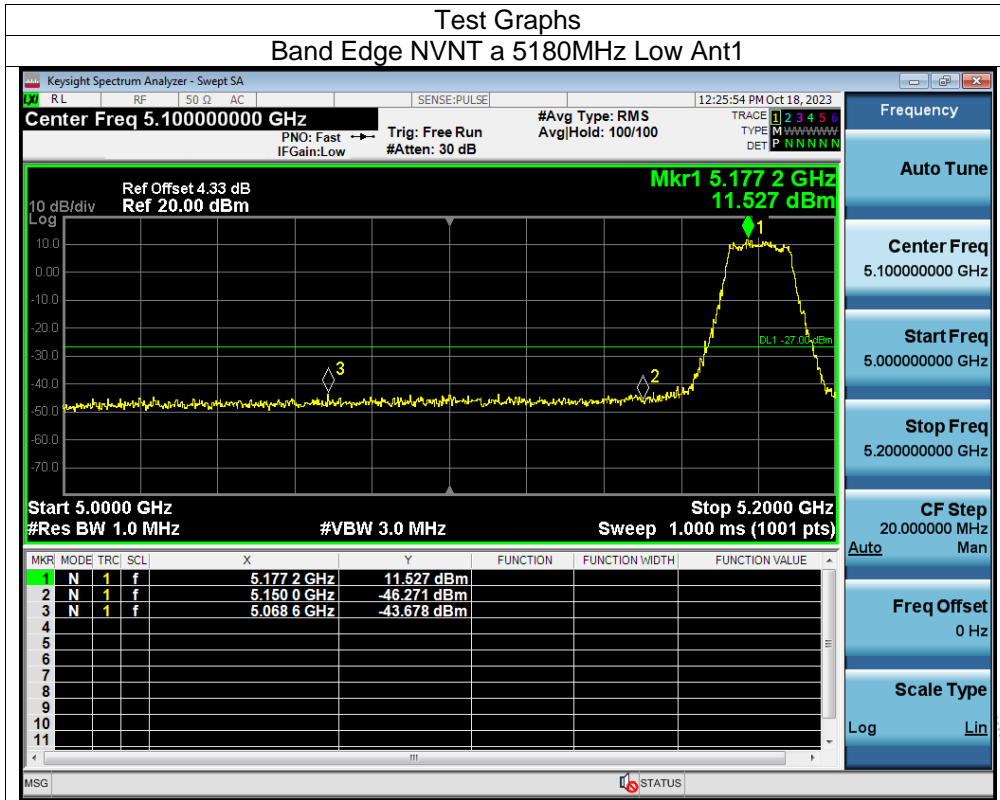 Test Graphs
Band Edge NVNT a 5180MHz Low Ant1
Keysight Spectrum Analyzer - Swept SA
LXI RL RF 50 Ω AC SENSE:PULSE 12:25:54 PM Oct 18, 2023
Center Freq 5.100000000 GHz
PNO: Fast
IFGain:Low
Trig: Free Run
#Atten: 30 dB
#Avg Type: RMS
Avg|Hold: 100/100
TRACE 1 2 3 4 5 6
TYPE M WWWWW
DET P N N N N N
Frequency
Auto Tune
Center Freq
5.100000000 GHz
Start Freq
5.000000000 GHz
Stop Freq
5.200000000 GHz
CF Step
20.000000 MHz
Auto Man
Freq Offset
0 Hz
Scale Type
Log Lin
10 dB/div
Log
Ref Offset 4.33 dB
Ref 20.00 dBm
Mkr1 5.177 2 GHz
11.527 dBm
10.0
0.00
-10.0
-20.0
-30.0
-40.0
-50.0
-60.0
-70.0
1
DL1 -27.00 dBm
3
2
Start 5.0000 GHz Stop 5.2000 GHz
#Res BW 1.0 MHz #VBW 3.0 MHz Sweep 1.000 ms (1001 pts)
MKR MODE TRC SCL X Y FUNCTION FUNCTION WIDTH FUNCTION VALUE
1 N 1 f 5.177 2 GHz 11.527 dBm
2 N 1 f 5.150 0 GHz -46.271 dBm
3 N 1 f 5.068 6 GHz -43.678 dBm
4
5
6
7
8
9
10
11
MSG STATUS